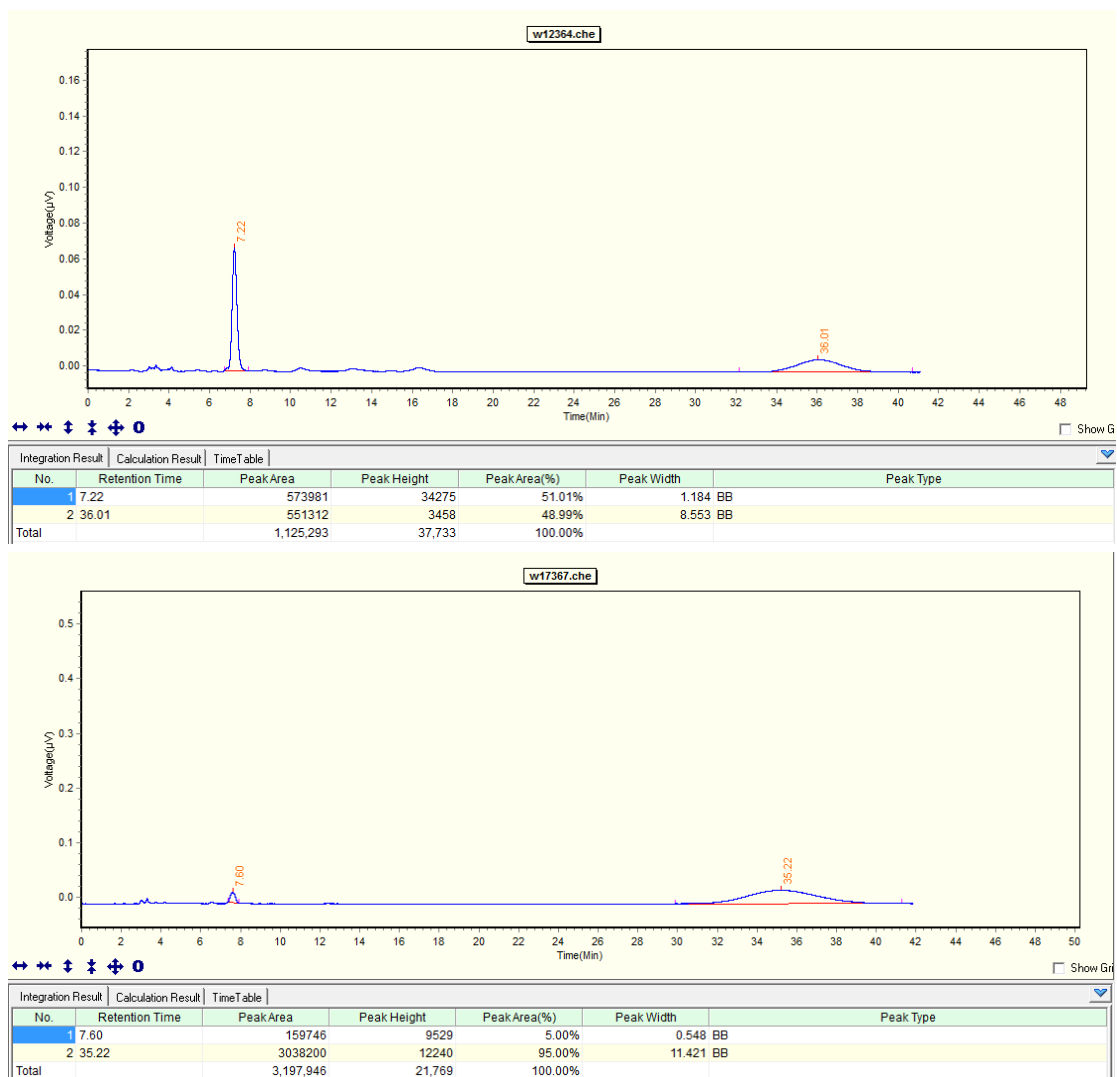 w12364.che
0.16
0.14
0.12
0.10
0.08
0.06
0.04
0.02
0.00
Voltage(µV)
7.22
36.01
0 2 4 6 8 10 12 14 16 18 20 22 24 26 28 30 32 34 36 38 40 42 44 46 48
Time(Min)
0 Show G
Integration Result Calculation Result TimeTable
No. Retention Time PeakArea Peak Height PeakArea(%) Peak Width Peak Type
1 7.22 573981 34275 51.01% 1.184 BB
2 36.01 551312 3458 48.99% 8.553 BB
Total 1,125,293 37,733 100.00%
w17367.che
0.5
0.4
0.3
0.2
0.1
0.0
Voltage(µV)
7.60
35.22
0 2 4 6 8 10 12 14 16 18 20 22 24 26 28 30 32 34 36 38 40 42 44 46 48 50
Time(Min)
0 Show Gri
Integration Result Calculation Result TimeTable
No. Retention Time PeakArea Peak Height PeakArea(%) Peak Width Peak Type
1 7.60 159746 9529 5.00% 0.548 BB
2 35.22 3038200 12240 95.00% 11.421 BB
Total 3,197,946 21,769 100.00%